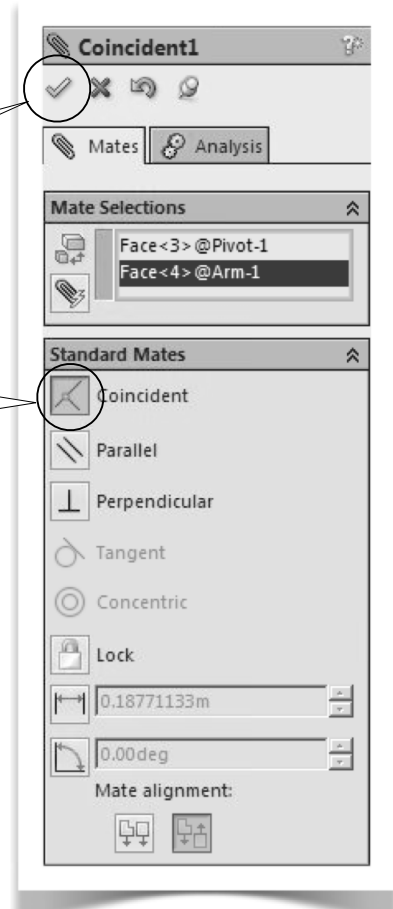 Coincident1
Mates Analysis
Mate Selections
Face<3>@Pivot-1
Face<4>@Arm-1
Standard Mates
Coincident
Parallel
Perpendicular
Tangent
Concentric
Lock
0.18771133m
0.00deg
Mate alignment: